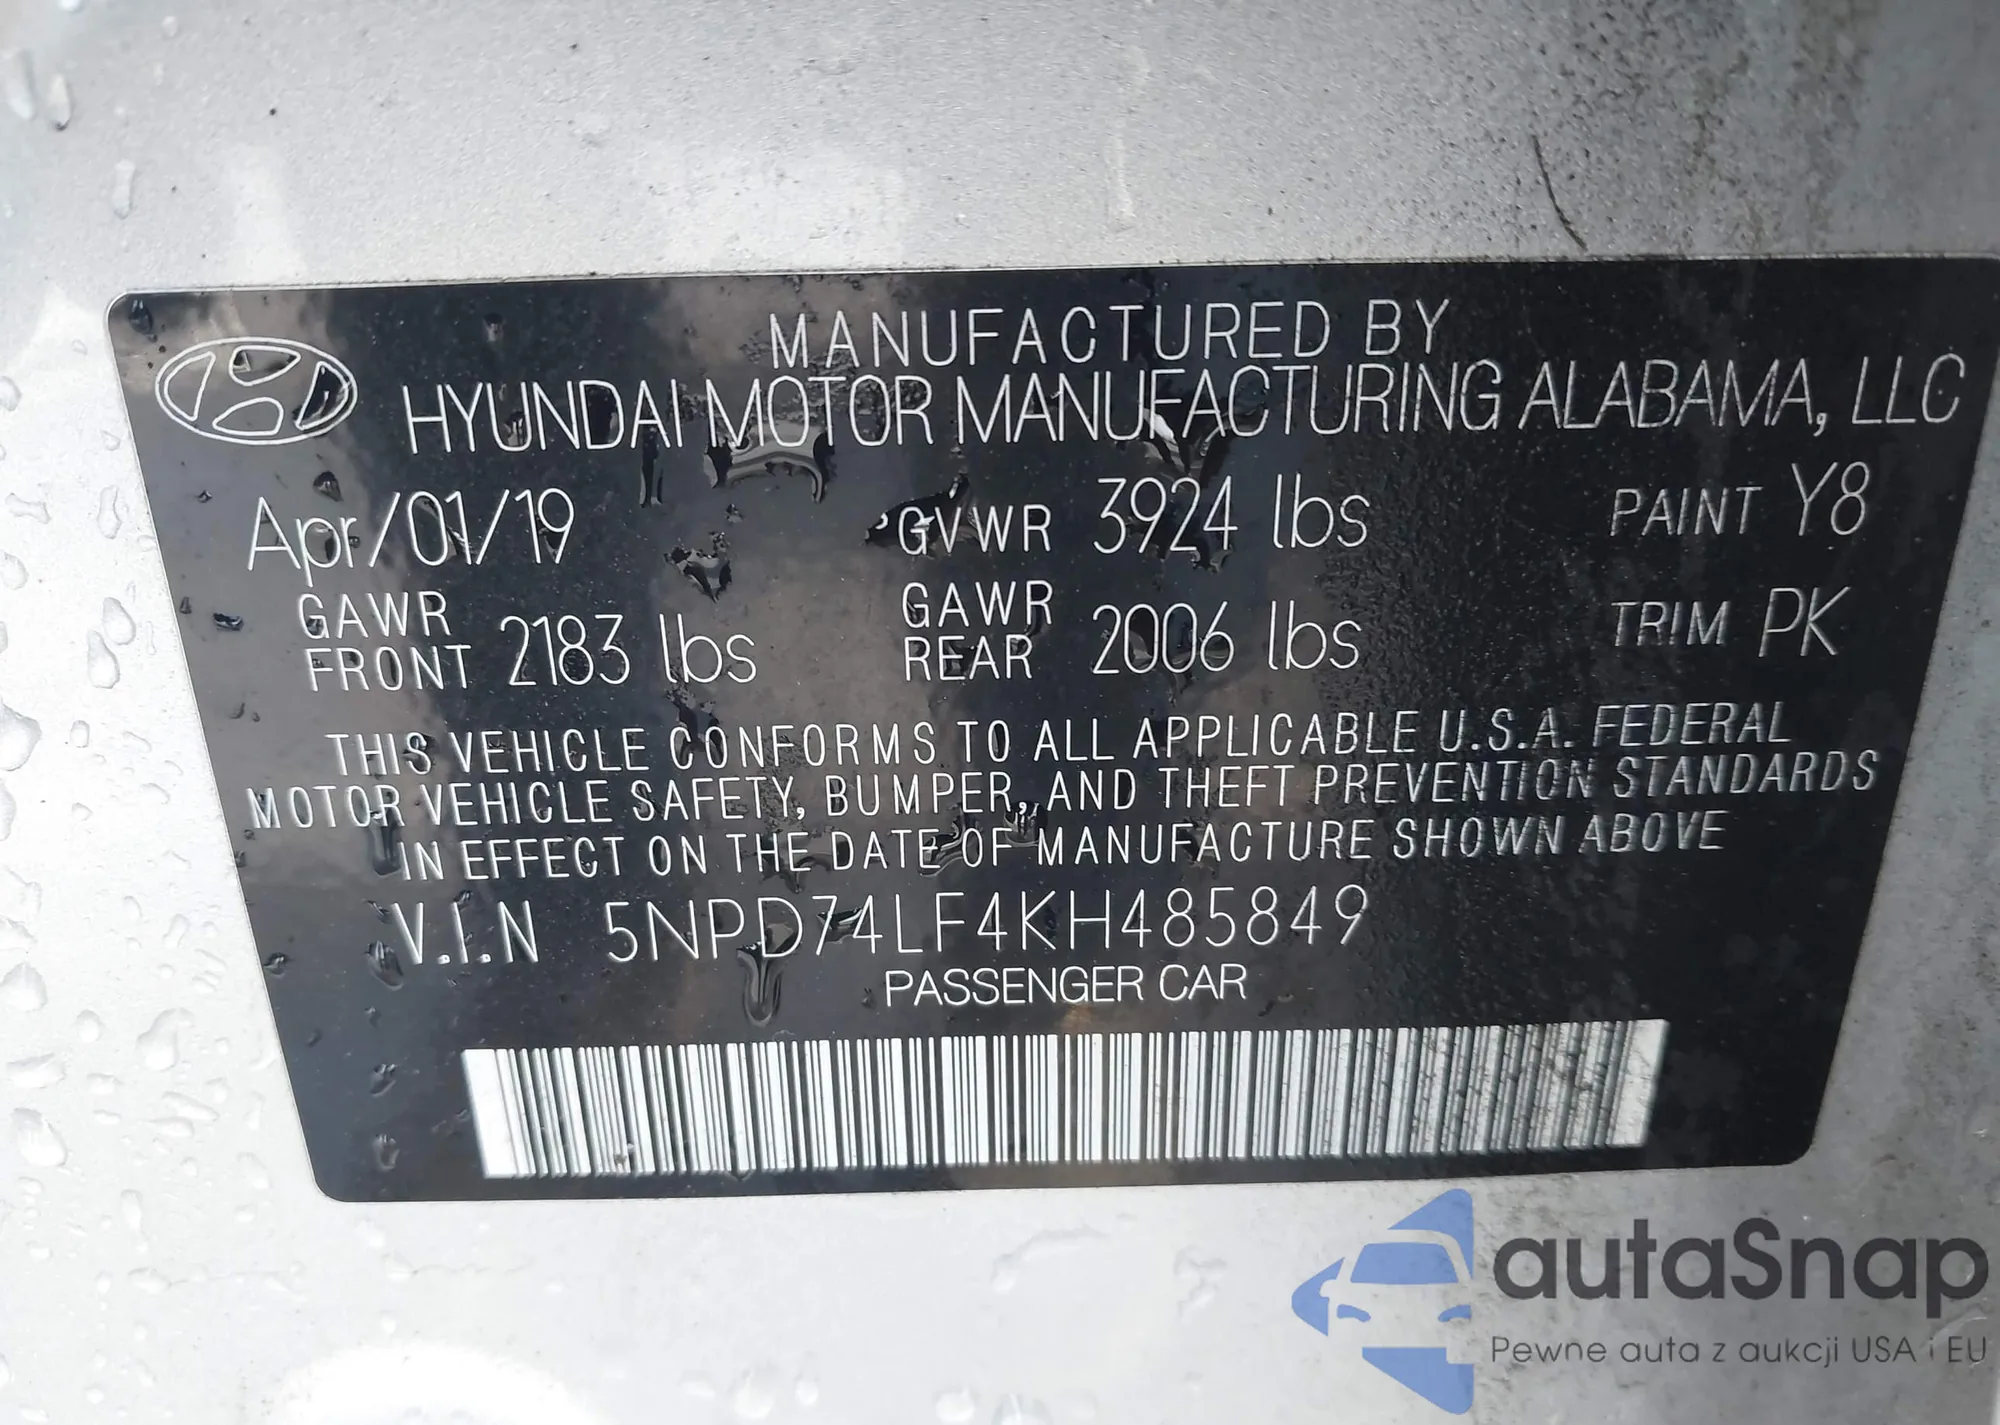 MANUFACTURED BY
HYUNDAI MOTOR MANUFACTURING ALABAMA, LLC
Apr/01/19 GVWR 3924 lbs PAINT Y8
GAWR FRONT 2183 lbs GAWR REAR 2006 lbs TRIM PK
THIS VEHICLE CONFORMS TO ALL APPLICABLE U.S.A. FEDERAL
MOTOR VEHICLE SAFETY, BUMPER, AND THEFT PREVENTION STANDARDS
IN EFFECT ON THE DATE OF MANUFACTURE SHOWN ABOVE
V.I.N 5NPD74LF4KH485849
PASSENGER CAR
autaSnap
Pewne auta z aukcji USA i EU